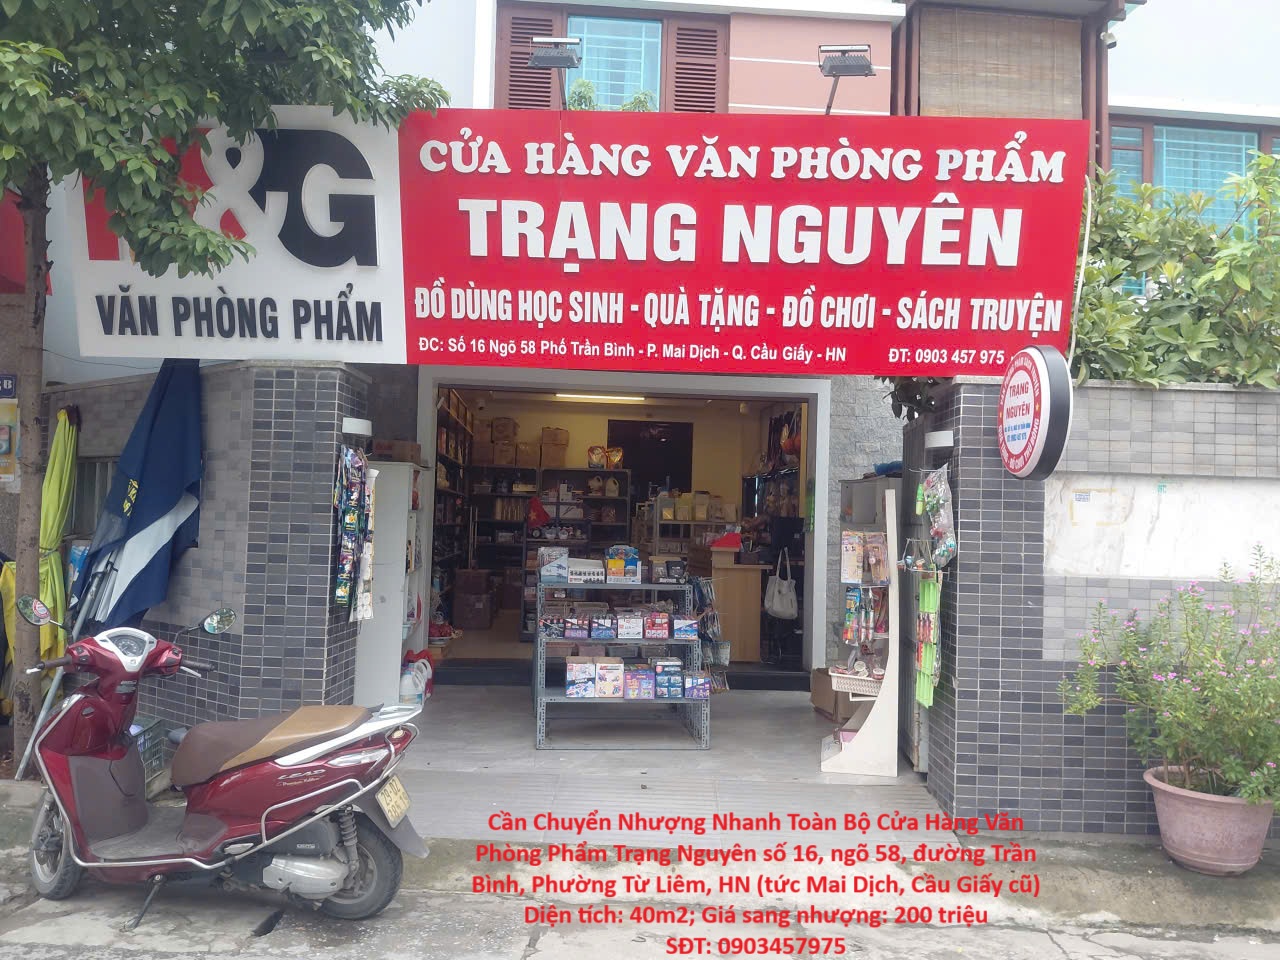 &G
VĂN PHÒNG PHẨM
CỬA HÀNG VĂN PHÒNG PHẨM
TRẠNG NGUYÊN
ĐỒ DÙNG HỌC SINH - QUÀ TẶNG - ĐỒ CHƠI - SÁCH TRUYỆN
ĐC: Số 16 Ngõ 58 Phố Trần Bình - P. Mai Dịch - Q. Cầu Giấy - HN ĐT: 0903 457 975
TRẠNG
NGUYÊN
LEAD
Cần Chuyển Nhượng Nhanh Toàn Bộ Cửa Hàng Văn
Phòng Phẩm Trạng Nguyên số 16, ngõ 58, đường Trần
Bình, Phường Từ Liêm, HN (tức Mai Dịch, Cầu Giấy cũ)
Diện tích: 40m2; Giá sang nhượng: 200 triệu
SĐT: 0903457975